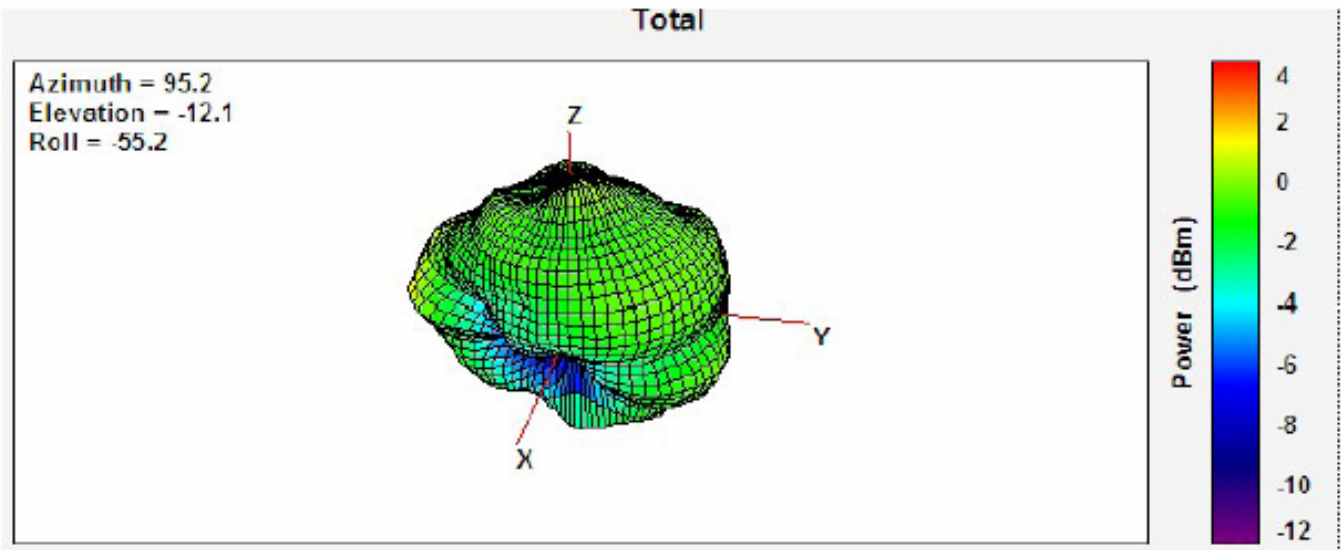 Total
Azimuth = 95.2
Elevation = -12.1
Roll = -55.2
Z
Y
X
4
2
0
-2
-4
-6
-8
-10
-12
Power (dBm)